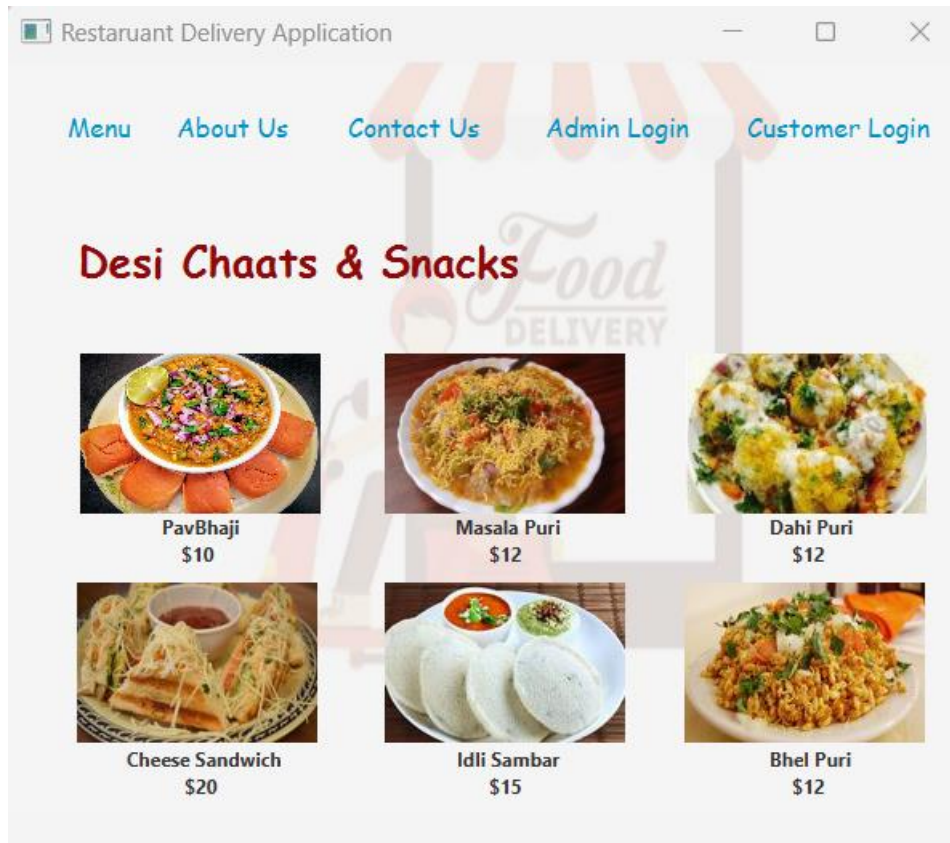 Restaruant Delivery Application
Menu About Us Contact Us Admin Login Customer Login
Desi Chaats & Snacks
Food
DELIVERY
PavBhaji Masala Puri Dahi Puri
$10 $12 $12
Cheese Sandwich Idli Sambar Bhel Puri
$20 $15 $12